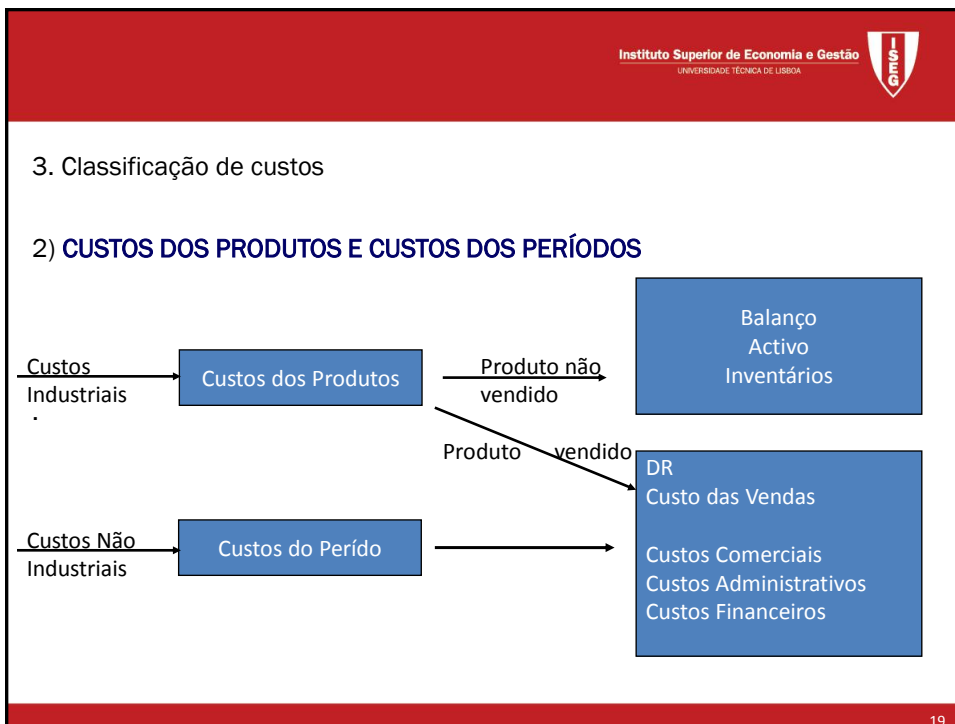 Instituto Superior de Economia e Gestão
UNIVERSIDADE TÉCNICA DE LISBOA
ISEG
3. Classificação de custos
2) CUSTOS DOS PRODUTOS E CUSTOS DOS PERÍODOS
Custos
Industriais
.
Custos dos Produtos
Produto não
vendido
Balanço
Activo
Inventários
Produto vendido
DR
Custo das Vendas
Custos Comerciais
Custos Administrativos
Custos Financeiros
Custos Não
Industriais
Custos do Perído
19